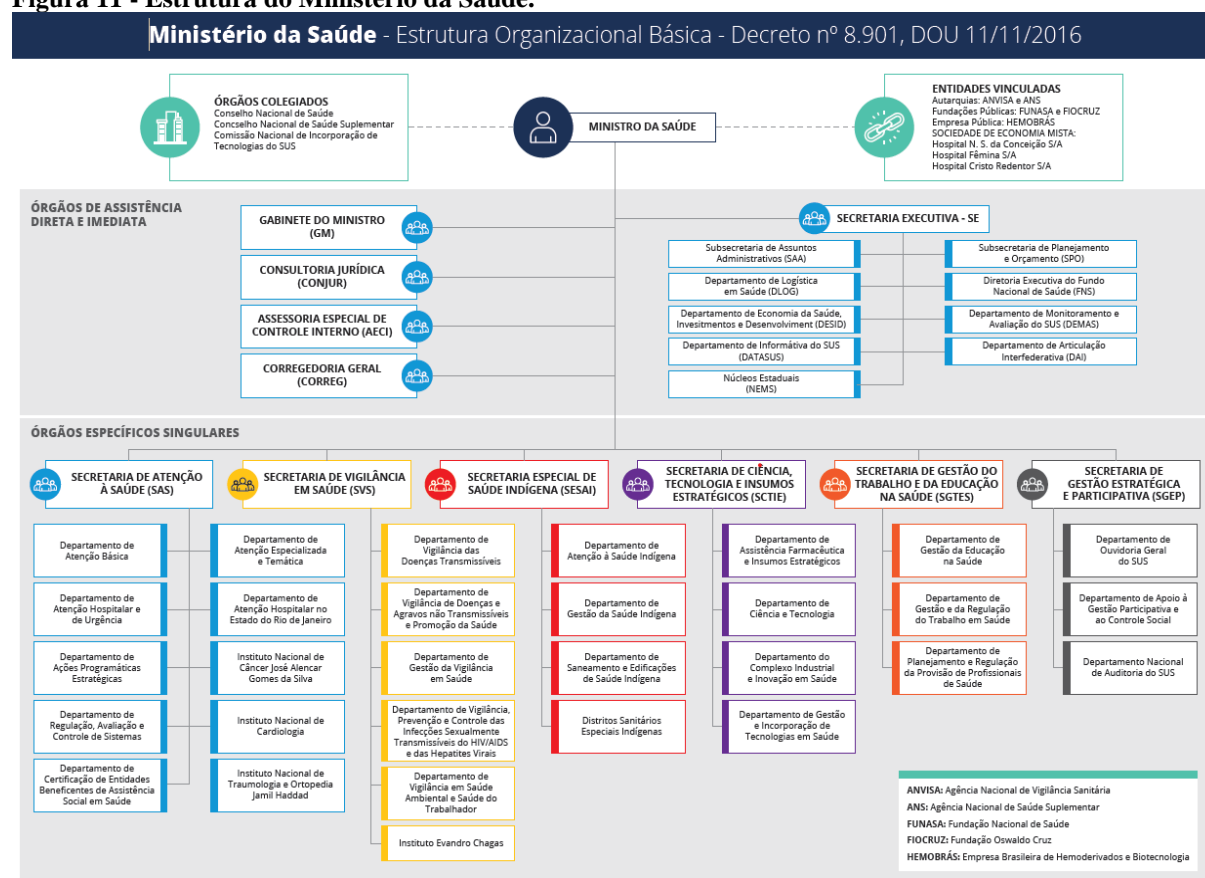 Figura 11 - Estrutura do Ministério da Saúde.
Ministério da Saúde - Estrutura Organizacional Básica - Decreto nº 8.901, DOU 11/11/2016
ÓRGÃOS COLEGIADOS
Conselho Nacional de Saúde
Concselho Nacional de Saúde Suplementar
Comissão Nacional de Incorporação de
Tecnologias do SUS
MINISTRO DA SAÚDE
ENTIDADES VINCULADAS
Autarquias: ANVISA e ANS
Fundações Públicas: FUNASA e FIOCRUZ
Empresa Pública: HEMOBRÁS
SOCIEDADE DE ECONOMIA MISTA:
Hospital N. S. da Conceição S/A
Hospital Fêmina S/A
Hospital Cristo Redentor S/A
ÓRGÃOS DE ASSISTÊNCIA
DIRETA E IMEDIATA
GABINETE DO MINISTRO
(GM)
CONSULTORIA JURÍDICA
(CONJUR)
ASSESSORIA ESPECIAL DE
CONTROLE INTERNO (AECI)
CORREGEDORIA GERAL
(CORREG)
SECRETARIA EXECUTIVA - SE
Subsecretaria de Assuntos
Administrativos (SAA)
Departamento de Logística
em Saúde (DLOG)
Departamento de Economia da Saúde,
Invesitmentos e Desenvolviment (DESID)
Departamento de Informátiva do SUS
(DATASUS)
Núcleos Estaduais
(NEMS)
Subsecretaria de Planejamento
e Orçamento (SPO)
Diretoria Executiva do Fundo
Nacional de Saúde (FNS)
Departamento de Monitoramento e
Avaliação do SUS (DEMAS)
Departamento de Articulação
Interfederativa (DAI)
ÓRGÃOS ESPECÍFICOS SINGULARES
SECRETARIA DE ATENÇÃO
À SAÚDE (SAS)
Departamento de
Atenção Básica
Departamento de
Atenção Hospitalar e
de Urgência
Departamento de
Ações Programáticas
Estratégicas
Departamento de
Regulação, Avaliação e
Controle de Sistemas
Departamento de
Certificação de Entidades
Beneficentes de Assistência
Social em Saúde
Departamento de
Atenção Especializada
e Temática
Departamento de
Atenção Hospitalar no
Estado do Rio de Janeiro
Instituto Nacional de
Câncer José Alencar
Gomes da Silva
Instituto Nacional de
Cardiologia
Instituto Nacional de
Traumologia e Ortopedia
Jamil Haddad
SECRETARIA DE VIGILÂNCIA
EM SAÚDE (SVS)
Departamento de
Vigilância das
Doenças Transmissíveis
Departamento de
Vigilância de Doenças e
Agravos não Transmissíveis
e Promoção da Saúde
Departamento de
Gestão da Vigilância
em Saúde
Departamento de Vigilância,
Prevenção e Controle das
Infecções Sexualmente
Transmissíveis do HIV/AIDS
e das Hepatites Virais
Departamento de
Vigilância em Saúde
Ambiental e Saúde do
Trabalhador
Instituto Evandro Chagas
SECRETARIA ESPECIAL DE
SAÚDE INDÍGENA (SESAI)
Departamento de
Atenção à Saúde Indígena
Departamento de
Gestão da Saúde Indígena
Departamento de
Saneamento e Edificações
de Saúde Indígena
Distritos Sanitários
Especiais Indígenas
SECRETARIA DE CIÊNCIA,
TECNOLOGIA E INSUMOS
ESTRATÉGICOS (SCTIE)
Departamento de
Assistência Farmacêutica
e Insumos Estratégicos
Departamento de
Ciência e Tecnologia
Departamento do
Complexo Industrial
e Inovação em Saúde
Departamento de Gestão
e Incorporação de
Tecnologias em Saúde
SECRETARIA DE GESTÃO DO
TRABALHO E DA EDUCAÇÃO
NA SAÚDE (SGTES)
Departamento de
Gestão da Educação
na Saúde
Departamento de
Gestão e da Regulação
do Trabalho em Saúde
Departamento de
Planejamento e Regulação
da Provisão de Profissionais
de Saúde
SECRETARIA DE
GESTÃO ESTRATÉGICA
E PARTICIPATIVA (SGEP)
Departamento de
Ouvidoria Geral
do SUS
Departamento de Apoio à
Gestão Participativa e
ao Controle Social
Departamento Nacional
de Auditoria do SUS
ANVISA: Agência Nacional de Vigilância Sanitária
ANS: Agência Nacional de Saúde Suplementar
FUNASA: Fundação Nacional de Saúde
FIOCRUZ: Fundação Oswaldo Cruz
HEMOBRÁS: Empresa Brasileira de Hemoderivados e Biotecnologia